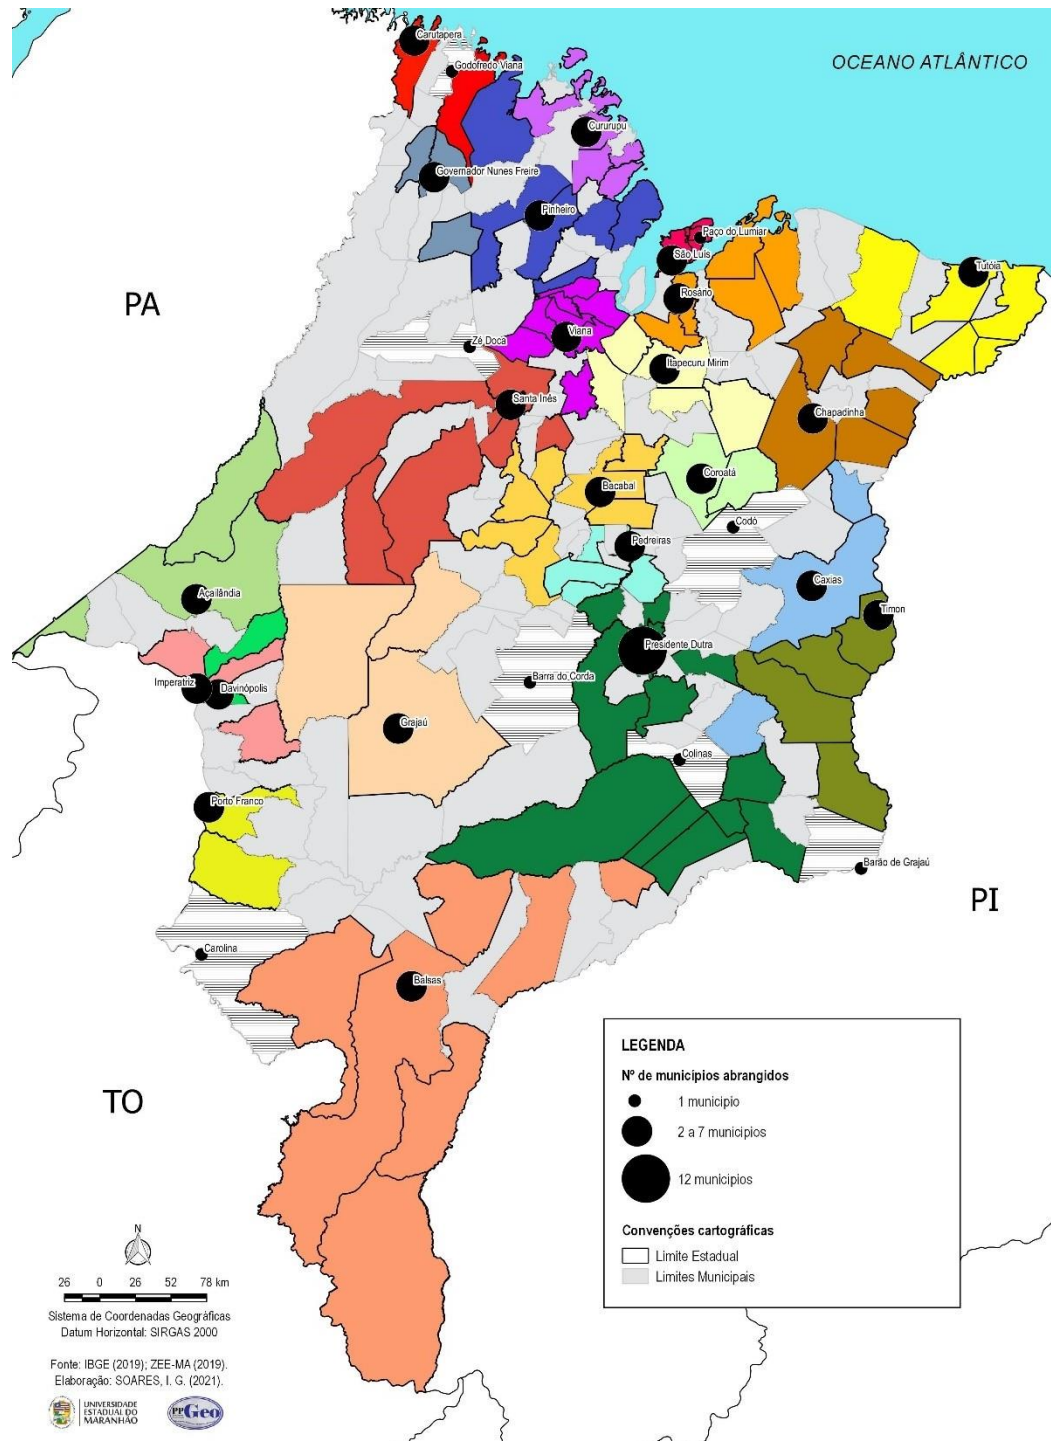 Carutapera
Godofredo Viana
OCEANO ATLÂNTICO
Cururupu
Governador Nunes Freire
Pinheiro
Paço do Lumiar
São Luís
Tutóia
Rosário
PA
Viana
Zé Doca
Itapecuru Mirim
Santa Inês
Chapadinha
Coroatá
Bacabal
Codó
Pedreiras
Caxias
Açailândia
Timon
Presidente Dutra
Imperatriz
Barra do Corda
Davinópolis
Grajaú
Colinas
Porto Franco
Barão de Grajaú
PI
Carolina
Balsas
TO
LEGENDA
Nº de municípios abrangidos
1 municipio
2 a 7 municipios
12 municipios
Convenções cartográficas
Limite Estadual
Limites Municipais
N
26 0 26 52 78 km
Sistema de Coordenadas Geográficas
Datum Horizontal: SIRGAS 2000
Fonte: IBGE (2019); ZEE-MA (2019).
Elaboração: SOARES, I. G. (2021).
UNIVERSIDADE
ESTADUAL DO
MARANHÃO
PPGeo